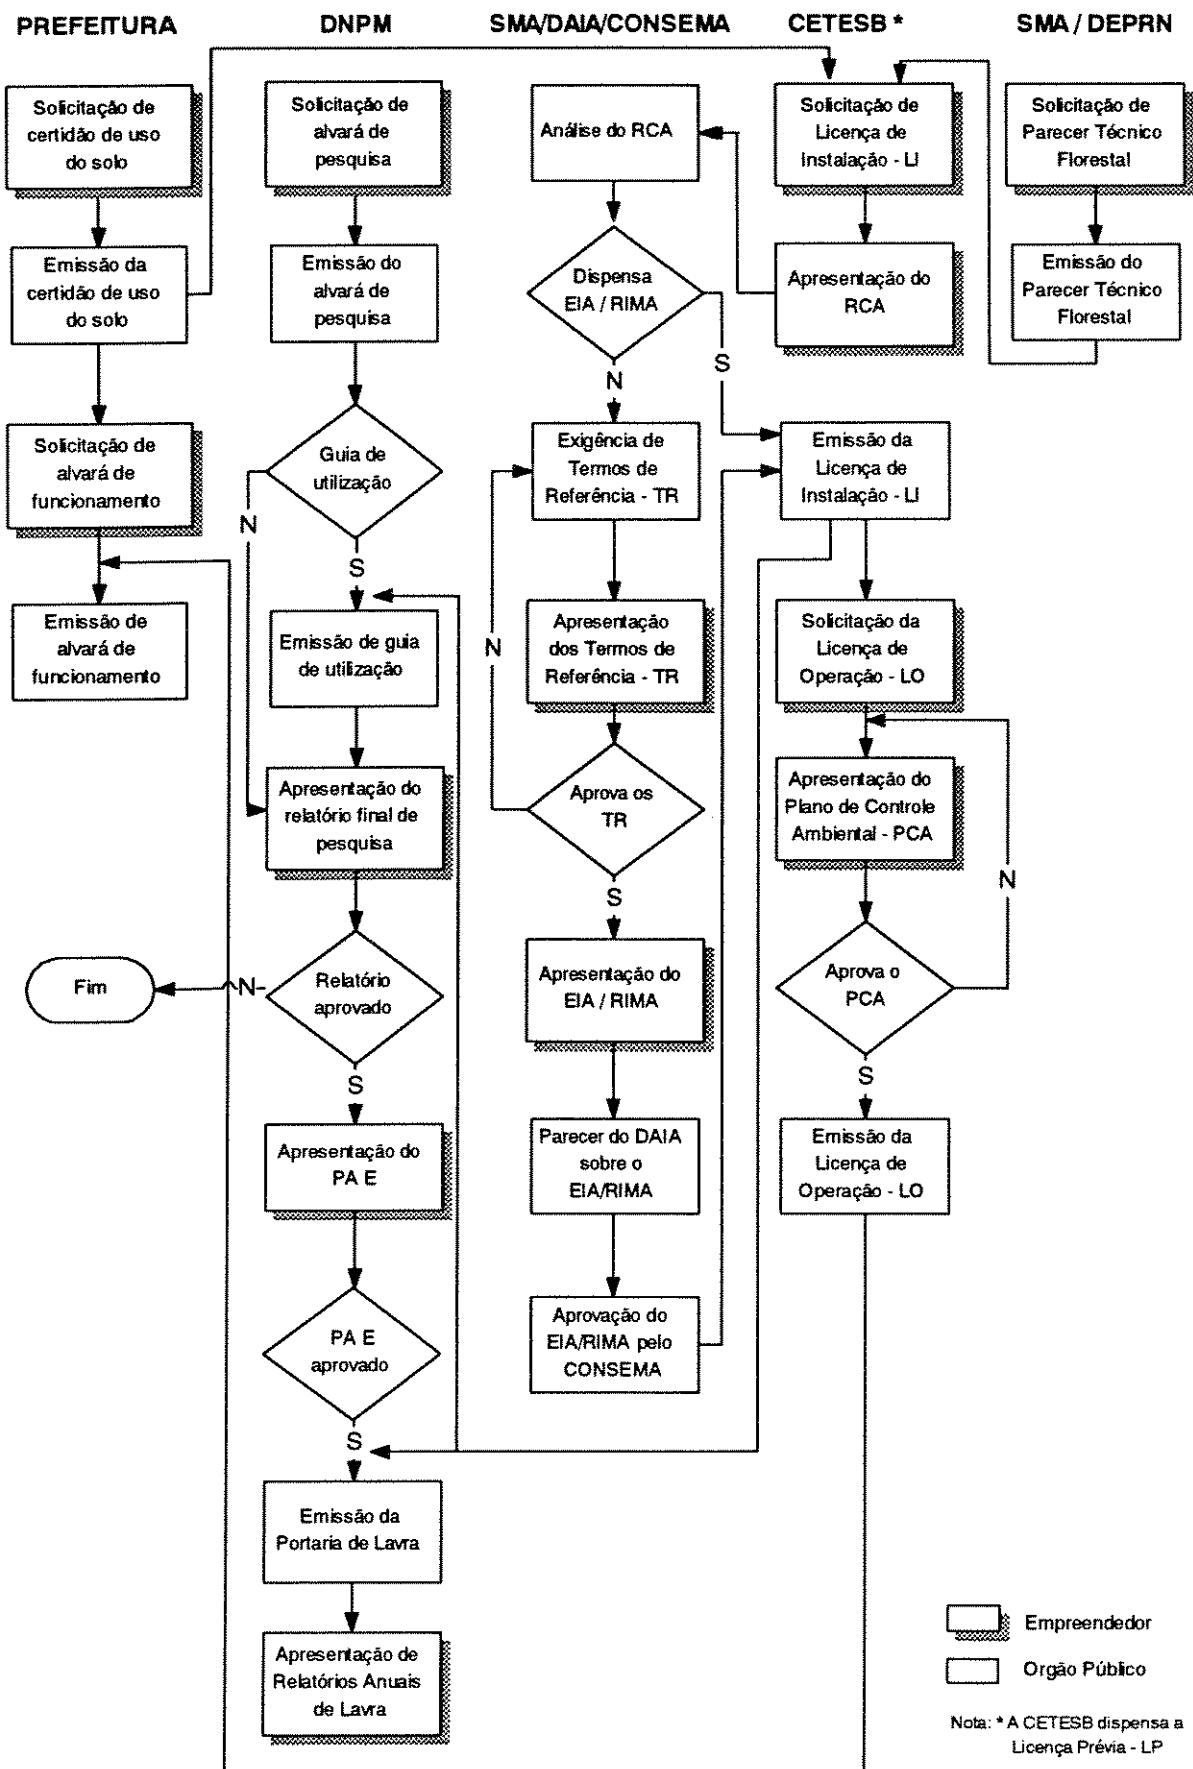 PREFEITURA
DNPM
SMA/DAIA/CONSEMA
CETESB *
SMA / DEPRN
Solicitação de
certidão de uso
do solo
Emissão da
certidão de uso
do solo
Solicitação de
alvará de
funcionamento
Emissão de
alvará de
funcionamento
Fim
Solicitação de
alvará de
pesquisa
Emissão do
alvará de
pesquisa
Guia de
utilização
N
S
Emissão de guia
de utilização
Apresentação do
relatório final de
pesquisa
Relatório
aprovado
N
S
Apresentação do
PA E
PA E
aprovado
S
Emissão da
Portaria de Lavra
Apresentação de
Relatórios Anuais
de Lavra
Análise do RCA
Dispensa
EIA / RIMA
S
N
Exigência de
Termos de
Referência - TR
Apresentação
dos Termos de
Referência - TR
N
Aprova os
TR
S
Apresentação do
EIA / RIMA
Parecer do DAIA
sobre o
EIA/RIMA
Aprovação do
EIA/RIMA pelo
CONSEMA
Solicitação de
Licença de
Instalação - LI
Apresentação do
RCA
Emissão da
Licença de
Instalação - LI
Solicitação da
Licença de
Operação - LO
Apresentação do
Plano de Controle
Ambiental - PCA
N
Aprova o
PCA
S
Emissão da
Licença de
Operação - LO
Solicitação de
Parecer Técnico
Florestal
Emissão do
Parecer Técnico
Florestal
Empreendedor
Orgão Público
Nota: * A CETESB dispensa a
Licença Prévia - LP